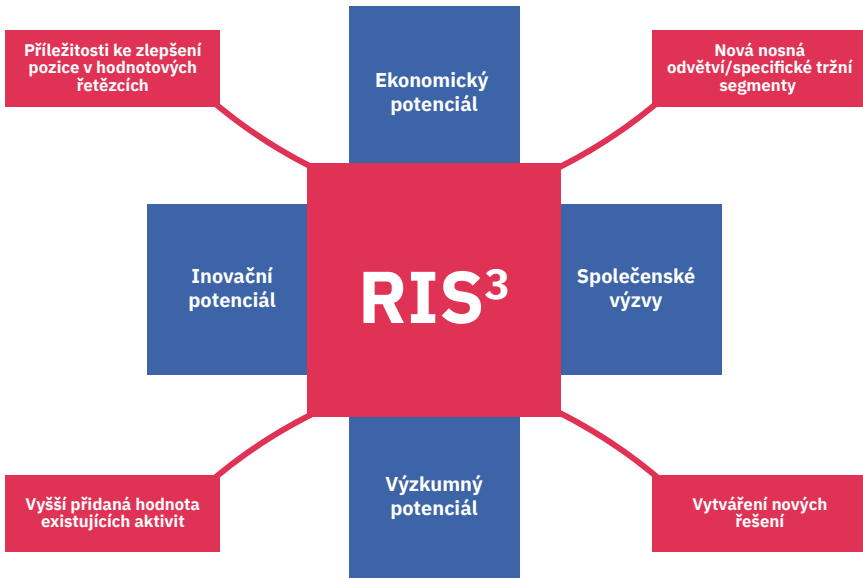 Příležitosti ke zlepšení
pozice v hodnotových
řetězcích
Ekonomický
potenciál
Nová nosná
odvětví/specifické tržní
segmenty
Inovační
potenciál
RIS³
Společenské
výzvy
Vyšší přidaná hodnota
existujících aktivit
Výzkumný
potenciál
Vytváření nových
řešení